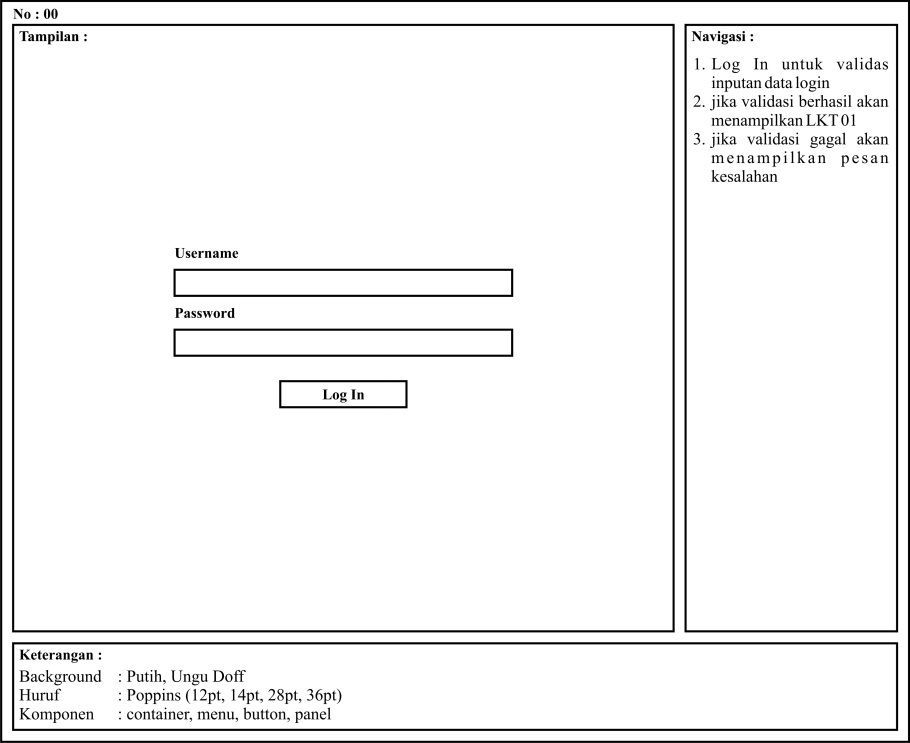 No : 00
Tampilan :
Username
Password
Log In
Navigasi :
1. Log In untuk validas
inputan data login
2. jika validasi berhasil akan
menampilkan LKT 01
3. jika validasi gagal akan
menampilkan pesan
kesalahan
Keterangan :
Background : Putih, Ungu Doff
Huruf : Poppins (12pt, 14pt, 28pt, 36pt)
Komponen : container, menu, button, panel